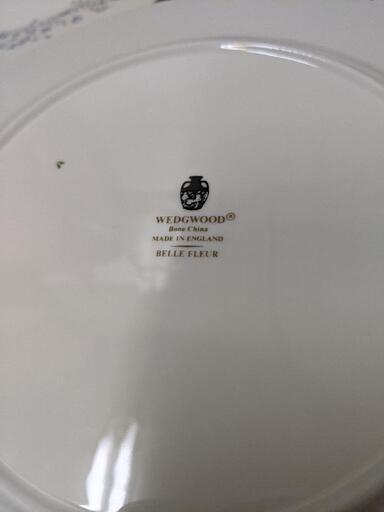 WEDGWOOD®
Bone China
MADE IN ENGLAND
BELLE FLEUR